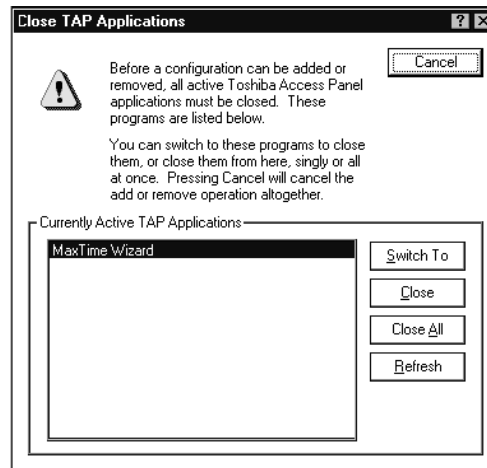 Close TAP Applications
Before a configuration can be added or
removed, all active Toshiba Access Panel
applications must be closed. These
programs are listed below.
You can switch to these programs to close
them, or close them from here, singly or all
at once. Pressing Cancel will cancel the
add or remove operation altogether.
Cancel
Currently Active TAP Applications
MaxTime Wizard
Switch To
Close
Close All
Refresh